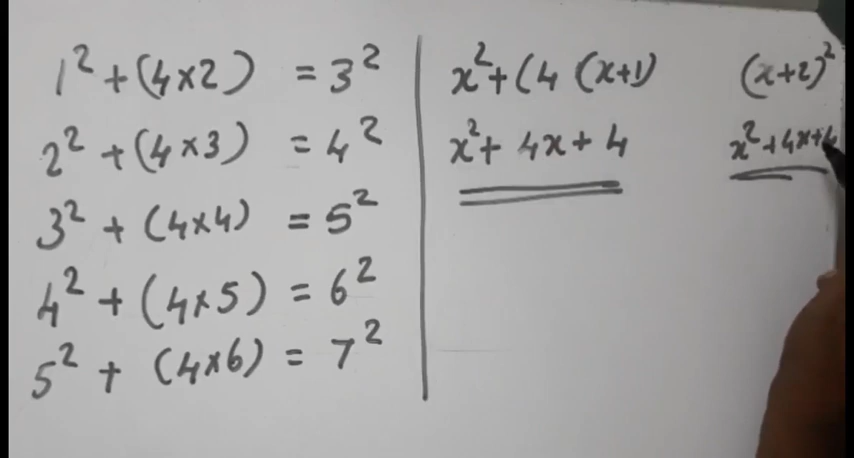 1² + (4×2) = 3²
2² + (4×3) = 4²
3² + (4×4) = 5²
4² + (4×5) = 6²
5² + (4×6) = 7²
x² + (4 (x+1) (x+2)²
x² + 4x + 4 x² + 4x + 4